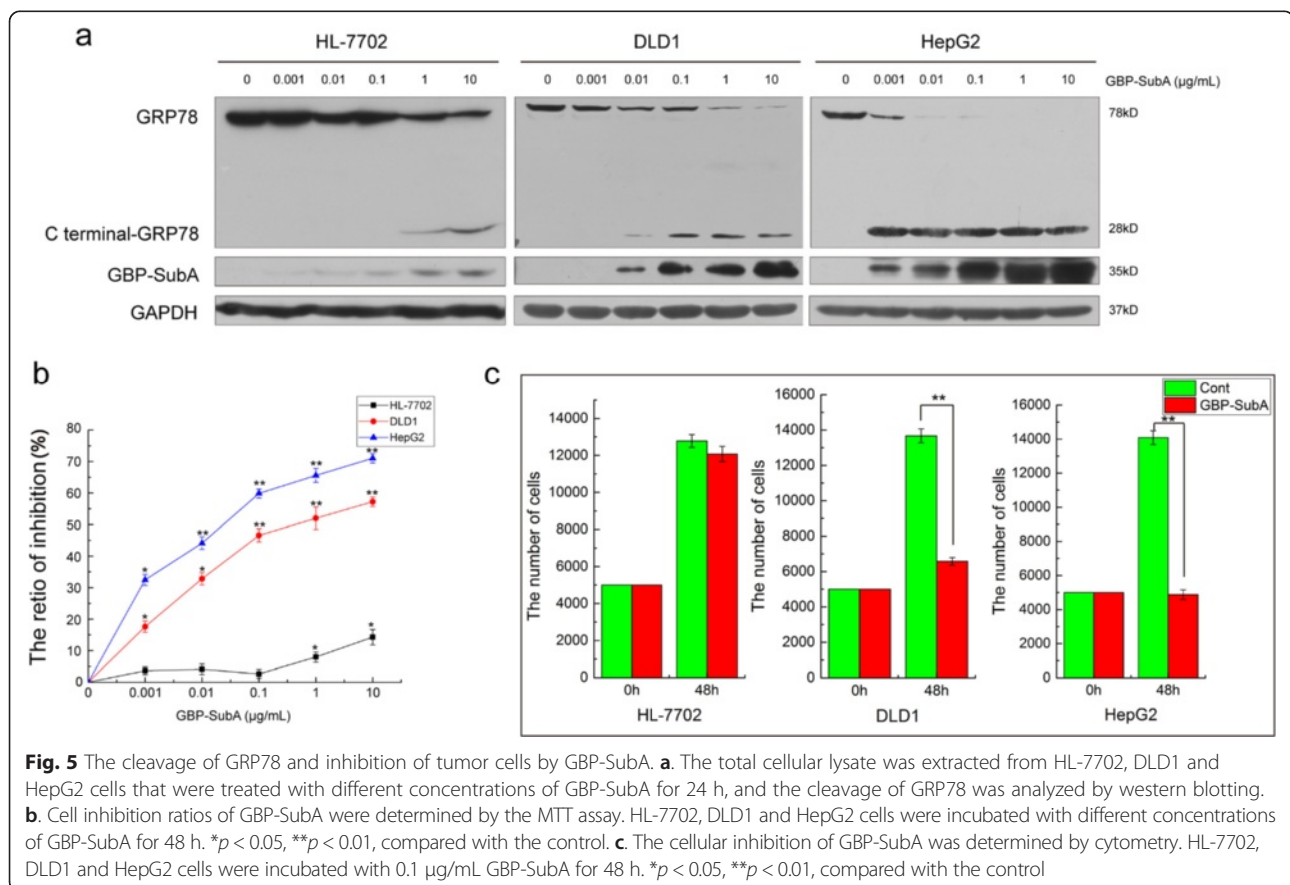 a
HL-7702 DLD1 HepG2
0 0.001 0.01 0.1 1 10 0 0.001 0.01 0.1 1 10 0 0.001 0.01 0.1 1 10 GBP-SubA (µg/mL)
GRP78 78kD
C terminal-GRP78 28kD
GBP-SubA 35kD
GAPDH 37kD
b
The retio of inhibition(%)
80
70
60
50
40
30
20
10
0
HL-7702
DLD1
HepG2
* ** ** ** **
* * ** ** **
* *
0 0.001 0.01 0.1 1 10
GBP-SubA (µg/mL)
c
Cont
GBP-SubA
The number of cells
14000
12000
10000
8000
6000
4000
2000
0
0h 48h
HL-7702
The number of cells
16000
14000
12000
10000
8000
6000
4000
2000
0
**
0h 48h
DLD1
The number of cells
16000
14000
12000
10000
8000
6000
4000
2000
0
**
0h 48h
HepG2
Fig. 5 The cleavage of GRP78 and inhibition of tumor cells by GBP-SubA. a. The total cellular lysate was extracted from HL-7702, DLD1 and
HepG2 cells that were treated with different concentrations of GBP-SubA for 24 h, and the cleavage of GRP78 was analyzed by western blotting.
b. Cell inhibition ratios of GBP-SubA were determined by the MTT assay. HL-7702, DLD1 and HepG2 cells were incubated with different concentrations
of GBP-SubA for 48 h. *p < 0.05, **p < 0.01, compared with the control. c. The cellular inhibition of GBP-SubA was determined by cytometry. HL-7702,
DLD1 and HepG2 cells were incubated with 0.1 µg/mL GBP-SubA for 48 h. *p < 0.05, **p < 0.01, compared with the control